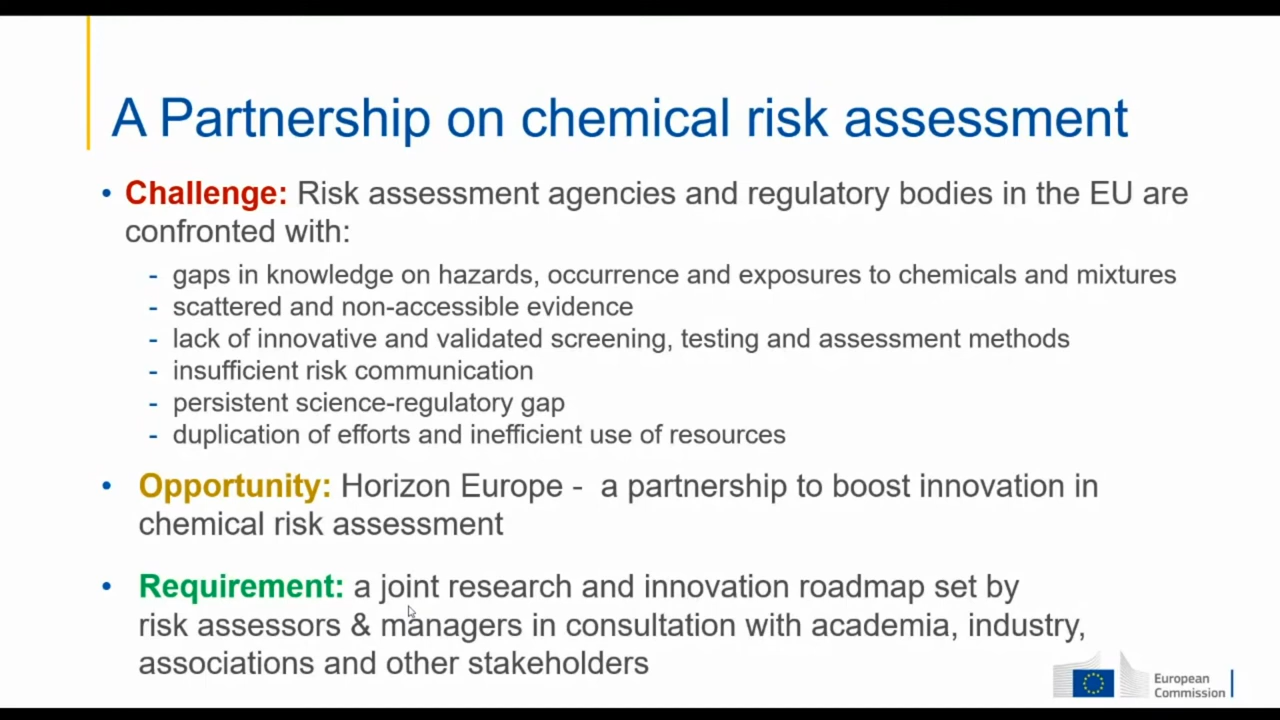 A Partnership on chemical risk assessment
• Challenge: Risk assessment agencies and regulatory bodies in the EU are
confronted with:
- gaps in knowledge on hazards, occurrence and exposures to chemicals and mixtures
- scattered and non-accessible evidence
- lack of innovative and validated screening, testing and assessment methods
- insufficient risk communication
- persistent science-regulatory gap
- duplication of efforts and inefficient use of resources
• Opportunity: Horizon Europe - a partnership to boost innovation in
chemical risk assessment
• Requirement: a joint research and innovation roadmap set by
risk assessors & managers in consultation with academia, industry,
associations and other stakeholders
European
Commission